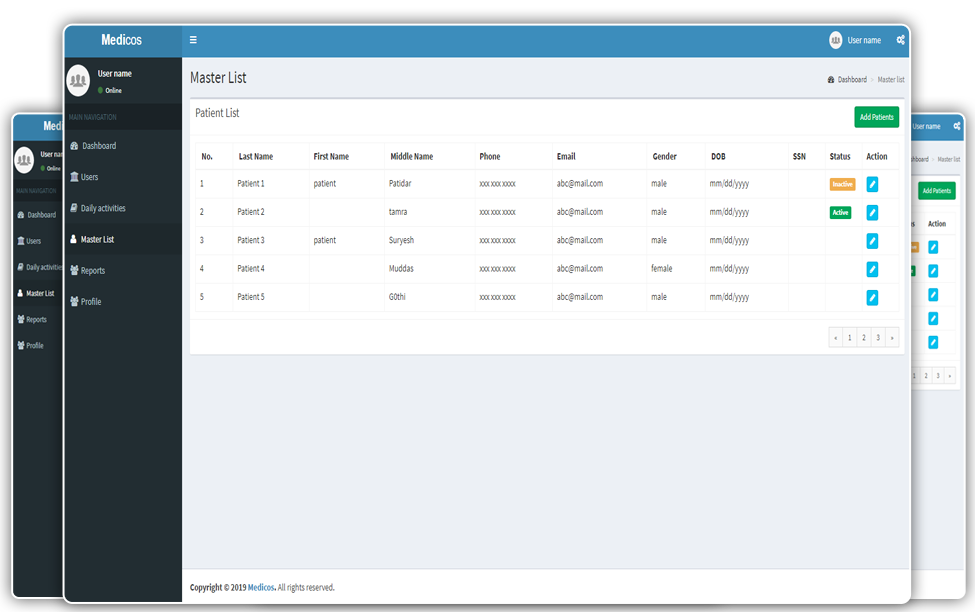 Medicos
User name
User name
Online
MAIN NAVIGATION
Dashboard
Users
Daily activities
Master List
Reports
Profile
Master List
Dashboard > Master list
Patient List
Add Patients
No. Last Name First Name Middle Name Phone Email Gender DOB SSN Status Action
1 Patient 1 patient Patidar xxx xxx xxxx abc@mail.com male mm/dd/yyyy Inactive
2 Patient 2 tamra xxx xxx xxxx abc@mail.com male mm/dd/yyyy Active
3 Patient 3 patient Suryesh xxx xxx xxxx abc@mail.com male mm/dd/yyyy
4 Patient 4 Muddas xxx xxx xxxx abc@mail.com female mm/dd/yyyy
5 Patient 5 G0thi xxx xxx xxxx abc@mail.com male mm/dd/yyyy
« 1 2 3 »
Copyright © 2019 Medicos. All rights reserved.
Medi
User na
Online
MAIN NAVIGATION
Dashboard
Users
Daily activitie
Master List
Reports
Profile
User name
hboard > Master list
Add Patients
Action
1 2 3 »